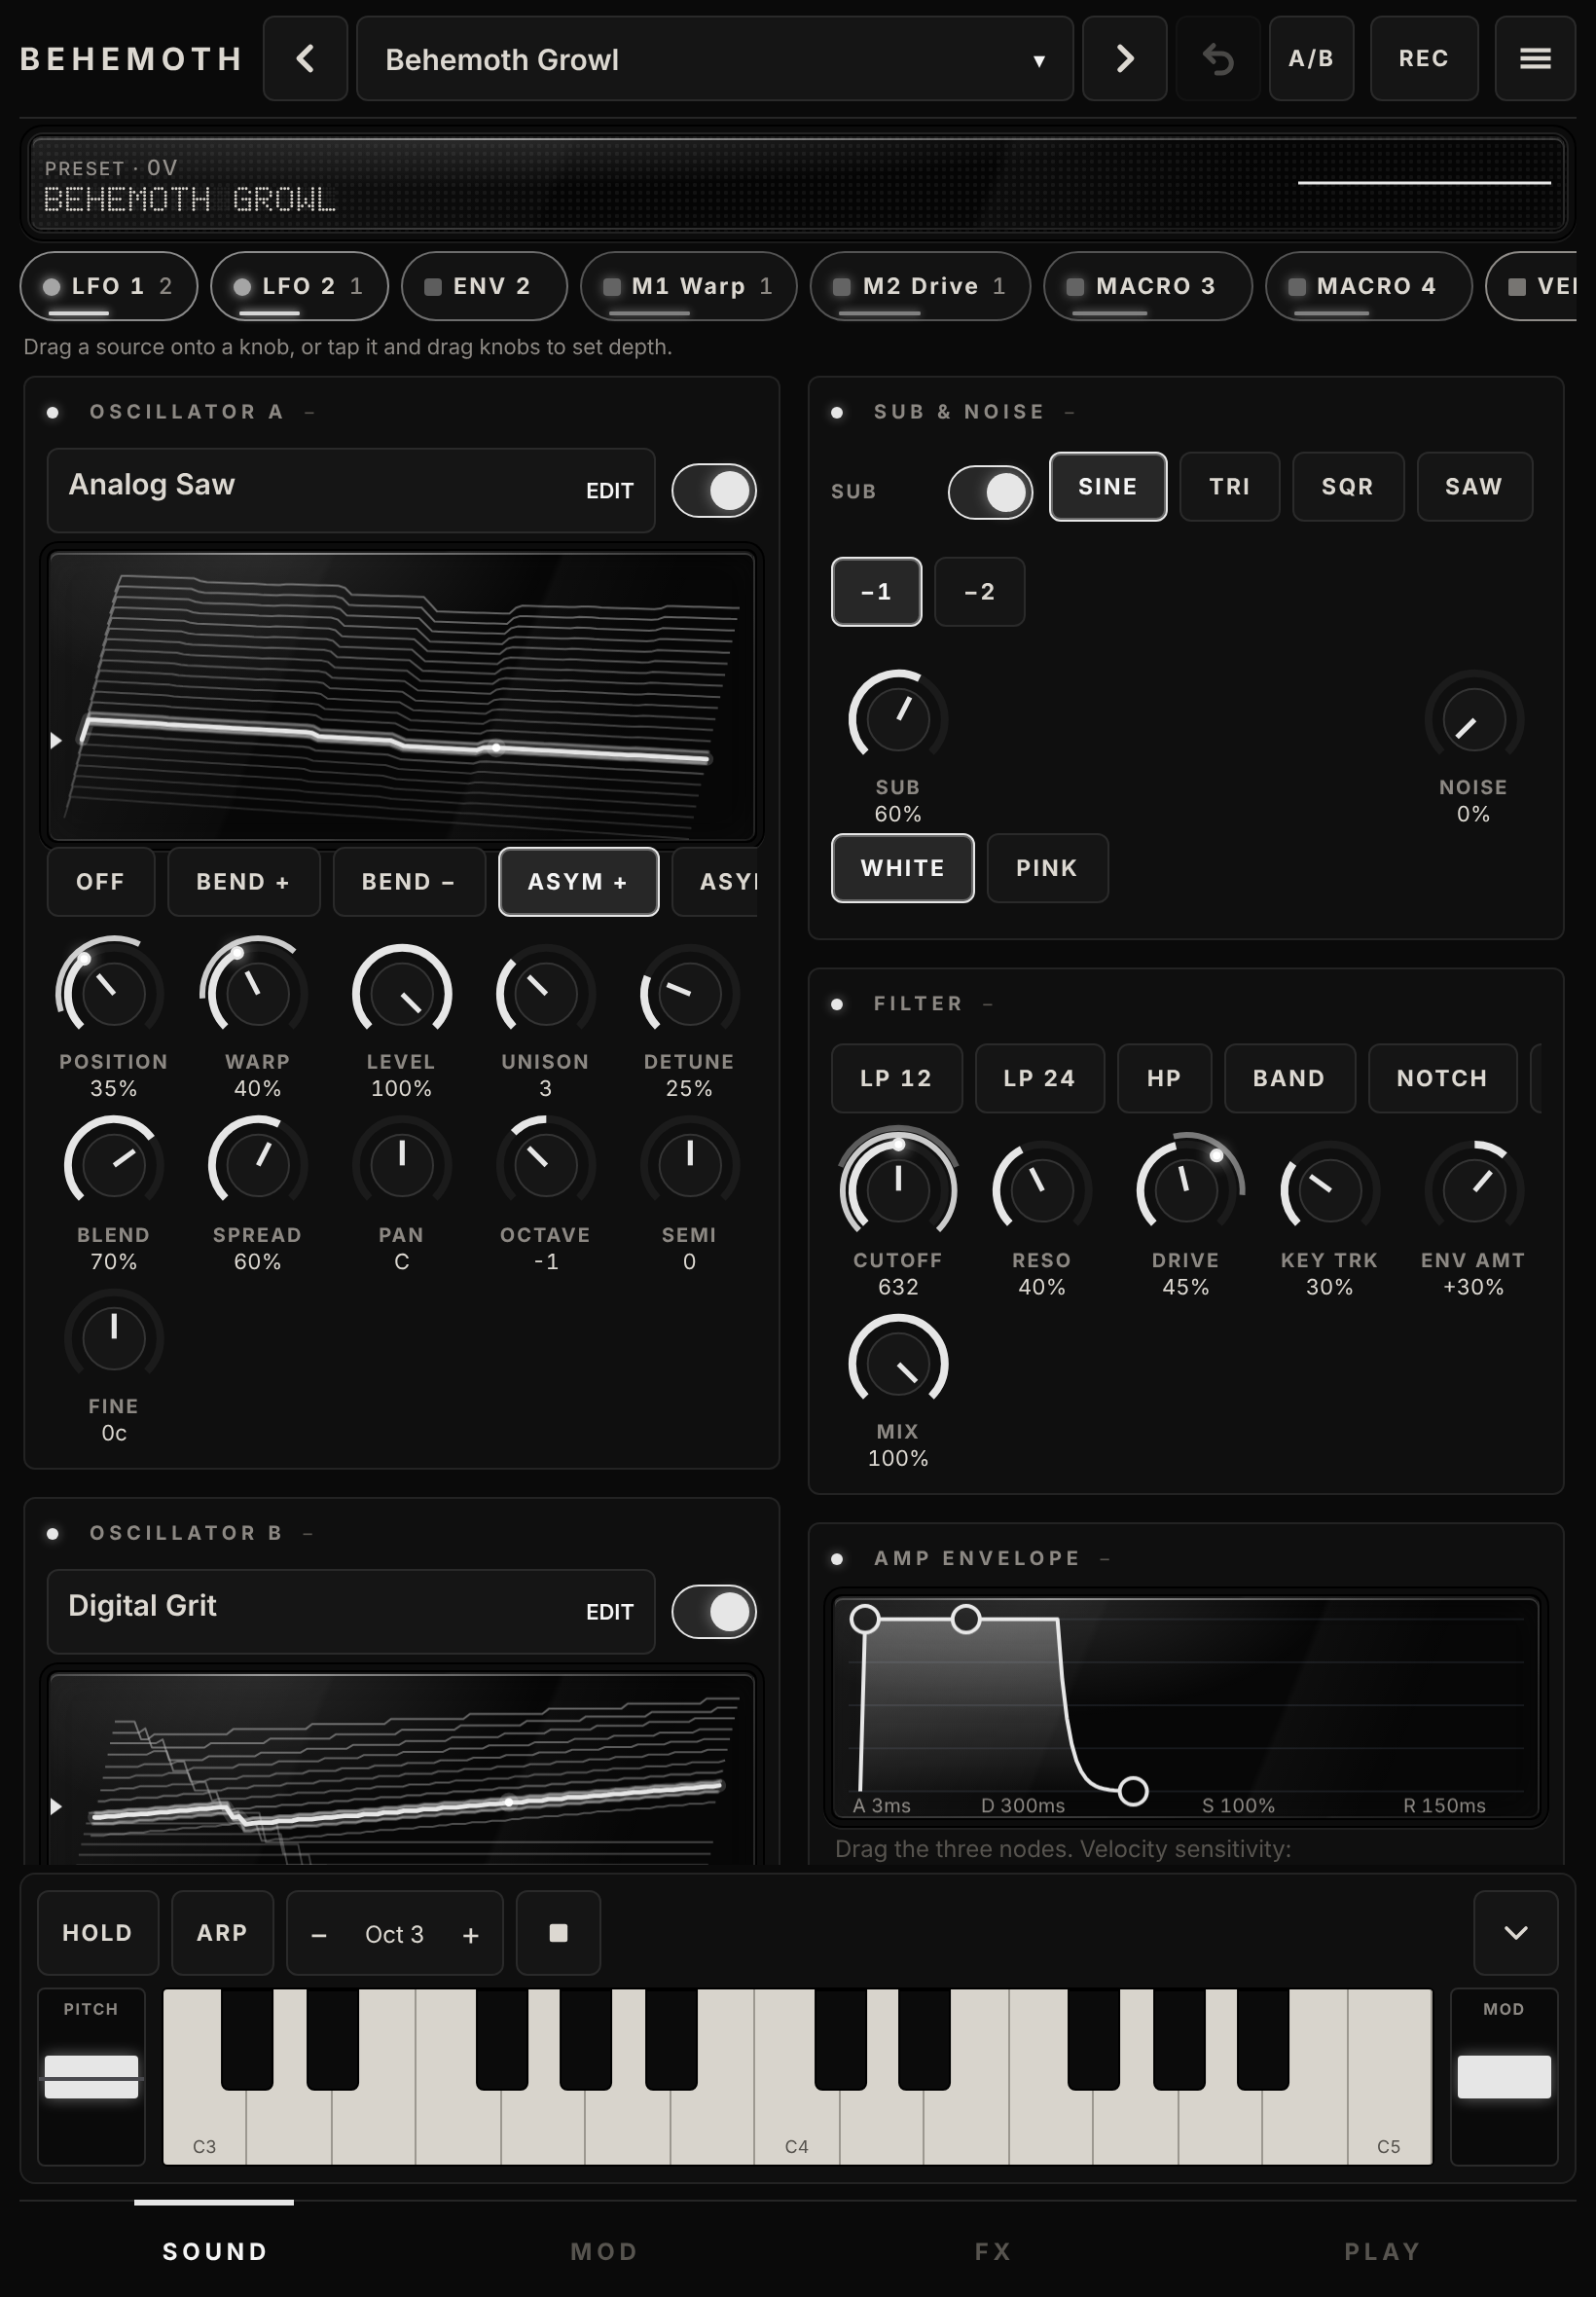 BEHEMOTH
Behemoth Growl
A/B
REC
PRESET · 0V
BEHEMOTH GROWL
LFO 1 2
LFO 2 1
ENV 2
M1 Warp 1
M2 Drive 1
MACRO 3
MACRO 4
Drag a source onto a knob, or tap it and drag knobs to set depth.
OSCILLATOR A –
Analog Saw
EDIT
OFF
BEND +
BEND –
ASYM +
POSITION
35%
WARP
40%
LEVEL
100%
UNISON
3
DETUNE
25%
BLEND
70%
SPREAD
60%
PAN
C
OCTAVE
-1
SEMI
0
FINE
0c
OSCILLATOR B –
Digital Grit
EDIT
SUB & NOISE –
SUB
SINE
TRI
SQR
SAW
–1
–2
SUB
60%
NOISE
0%
WHITE
PINK
FILTER –
LP 12
LP 24
HP
BAND
NOTCH
CUTOFF
632
RESO
40%
DRIVE
45%
KEY TRK
30%
ENV AMT
+30%
MIX
100%
AMP ENVELOPE –
A 3ms
D 300ms
S 100%
R 150ms
Drag the three nodes. Velocity sensitivity:
HOLD
ARP
– Oct 3 +
PITCH
C3
C4
C5
MOD
SOUND
MOD
FX
PLAY